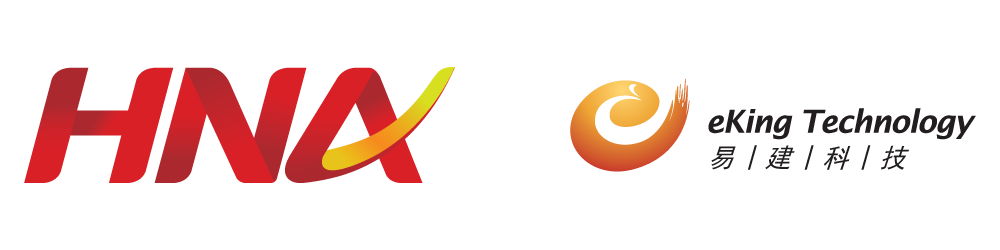 HNA
eKing Technology
易|建|科|技